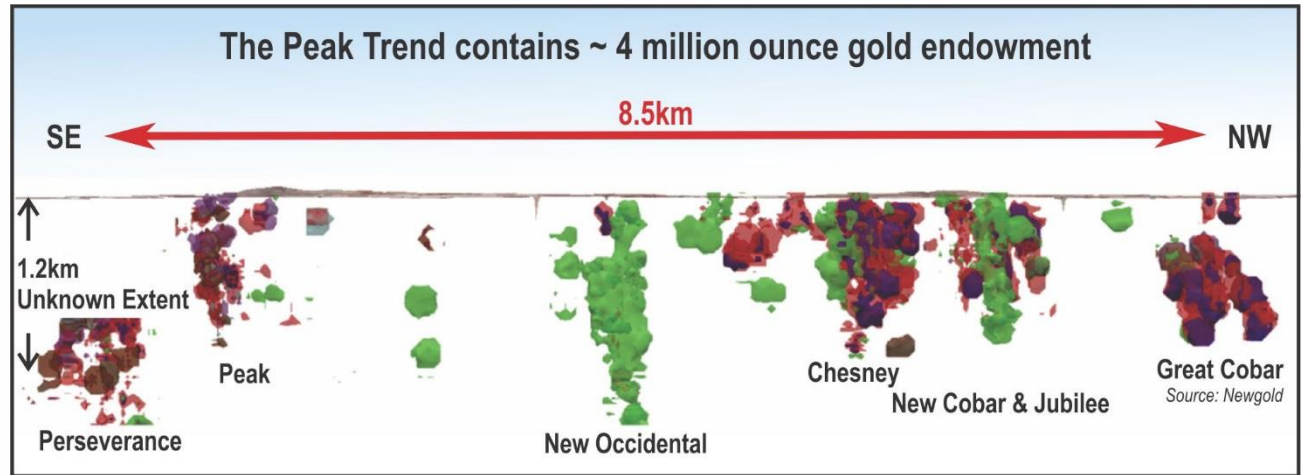 The Peak Trend contains ~ 4 million ounce gold endowment
8.5km
SE
NW
1.2km
Unknown Extent
Perseverance
Peak
New Occidental
Chesney
New Cobar & Jubilee
Great Cobar
Source: Newgold